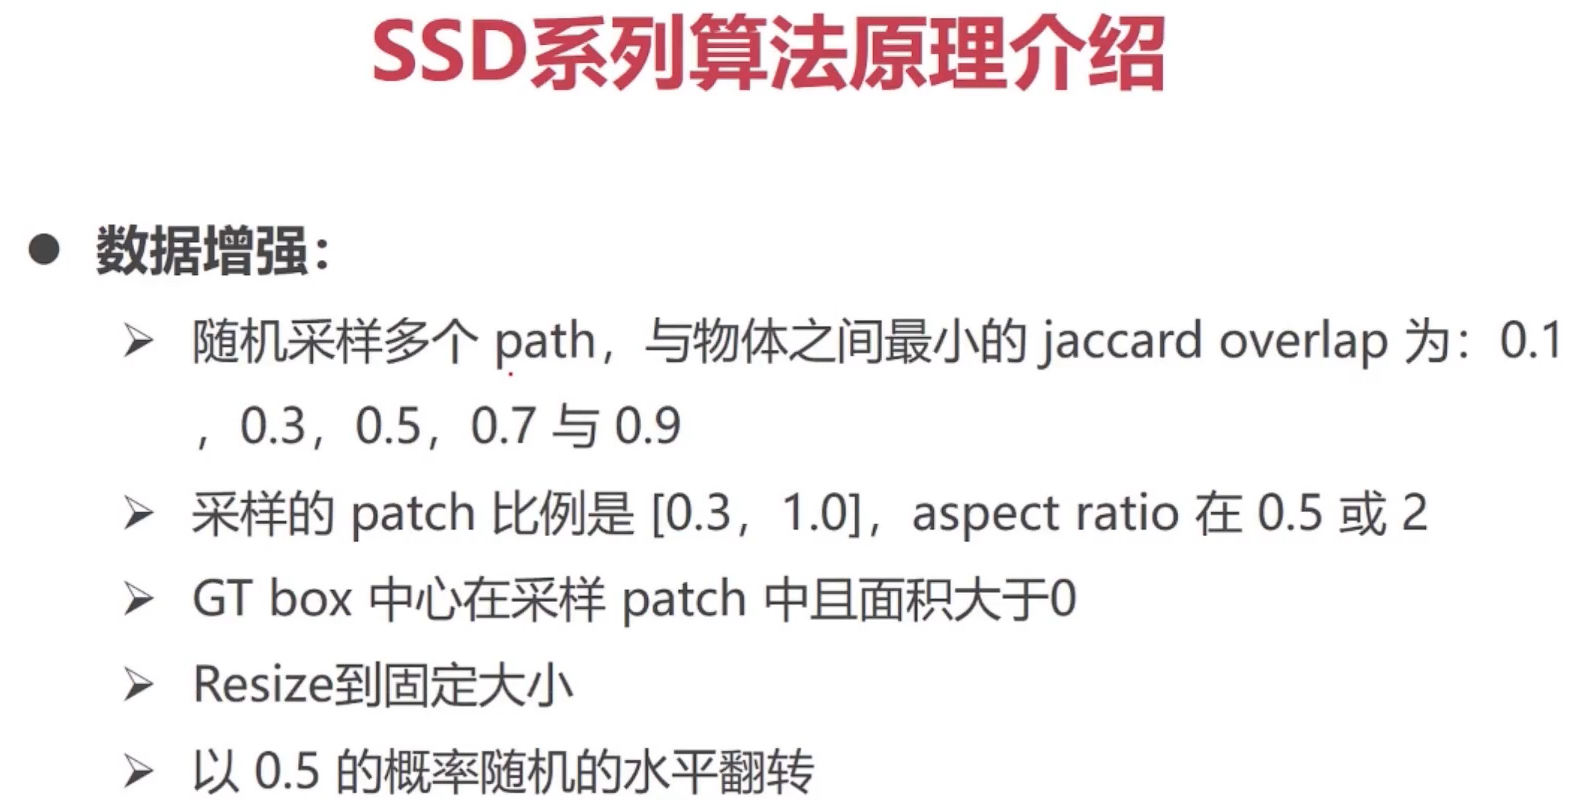 SSD系列算法原理介绍
● 数据增强：
➢ 随机采样多个 path，与物体之间最小的 jaccard overlap 为：0.1
，0.3，0.5，0.7 与 0.9
➢ 采样的 patch 比例是 [0.3，1.0]，aspect ratio 在 0.5 或 2
➢ GT box 中心在采样 patch 中且面积大于0
➢ Resize到固定大小
➢ 以 0.5 的概率随机的水平翻转